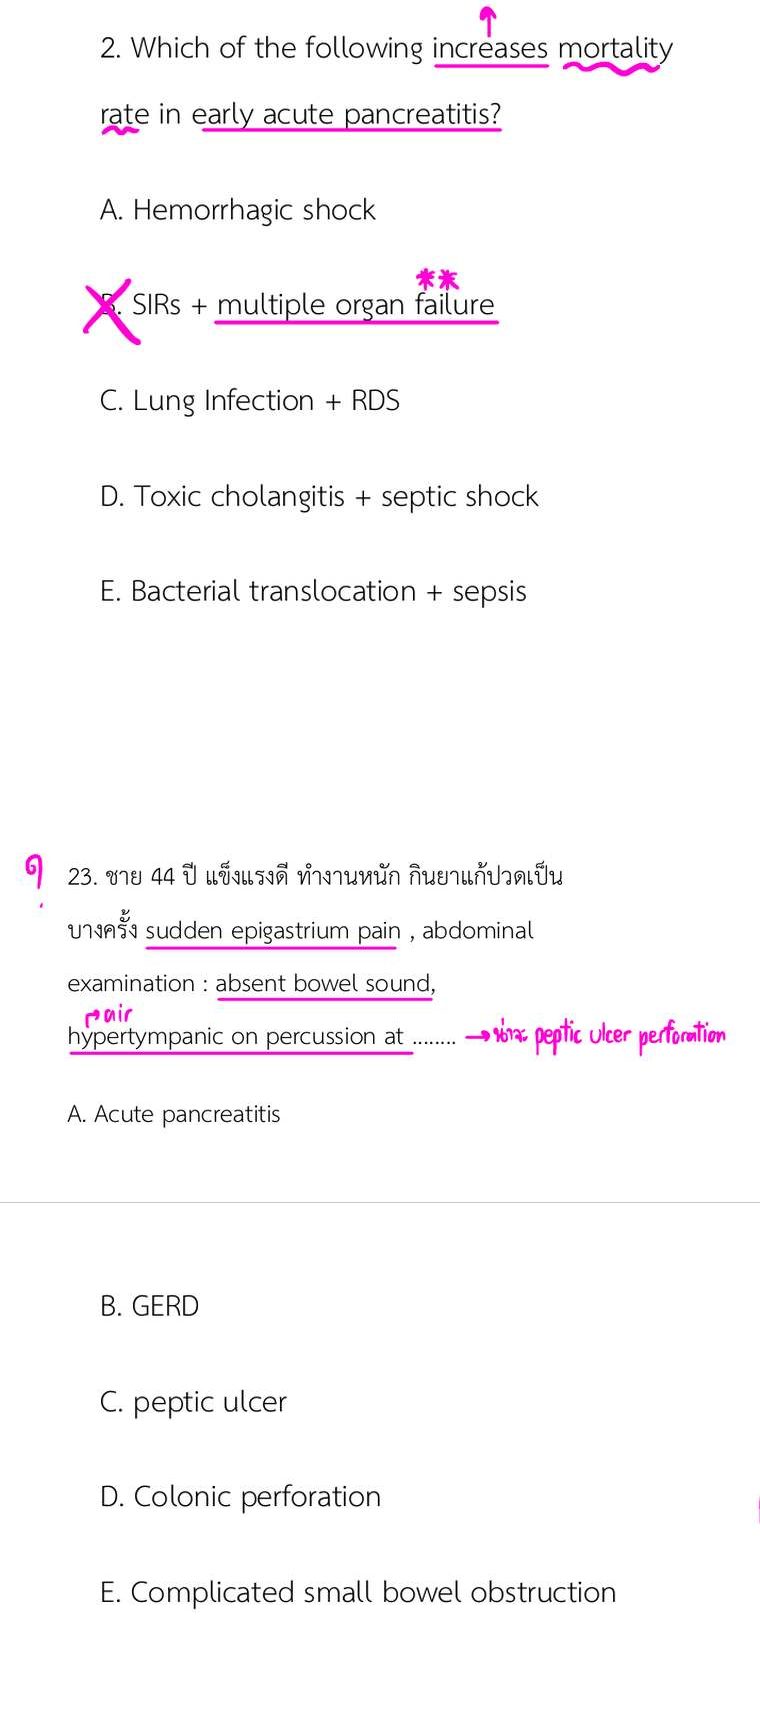 2. Which of the following increases mortality
rate in early acute pancreatitis?
A. Hemorrhagic shock
**
B. SIRs + multiple organ failure
C. Lung Infection + RDS
D. Toxic cholangitis + septic shock
E. Bacterial translocation + sepsis
23. ชาย 44 ปี แข็งแรงดี ทำงานหนัก กินยาแก้ปวดเป็น
บางครั้ง sudden epigastrium pain , abdominal
examination : absent bowel sound,
air
hypertympanic on percussion at ........ → น่าจะ peptic ulcer perforation
A. Acute pancreatitis
B. GERD
C. peptic ulcer
D. Colonic perforation
E. Complicated small bowel obstruction